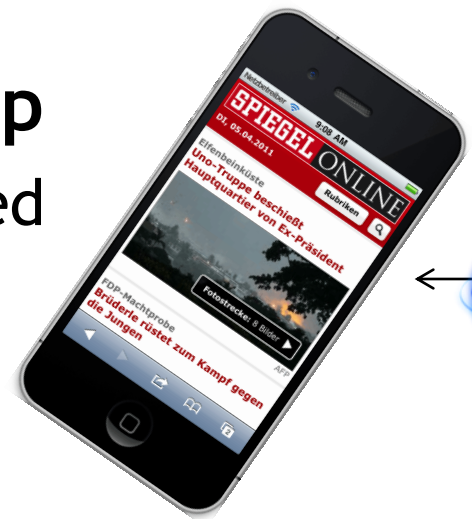 p
ed
Netzbetreiber 9:08 AM
SPIEGEL ONLINE
DI, 05.04.2011
Rubriken
Elfenbeinküste
Uno-Truppe beschießt
Hauptquartier von Ex-Präsident
Fotostrecke: 8 Bilder
AFP
FDP-Machtprobe
Brüderle rüstet zum Kampf gegen
die Jungen
2